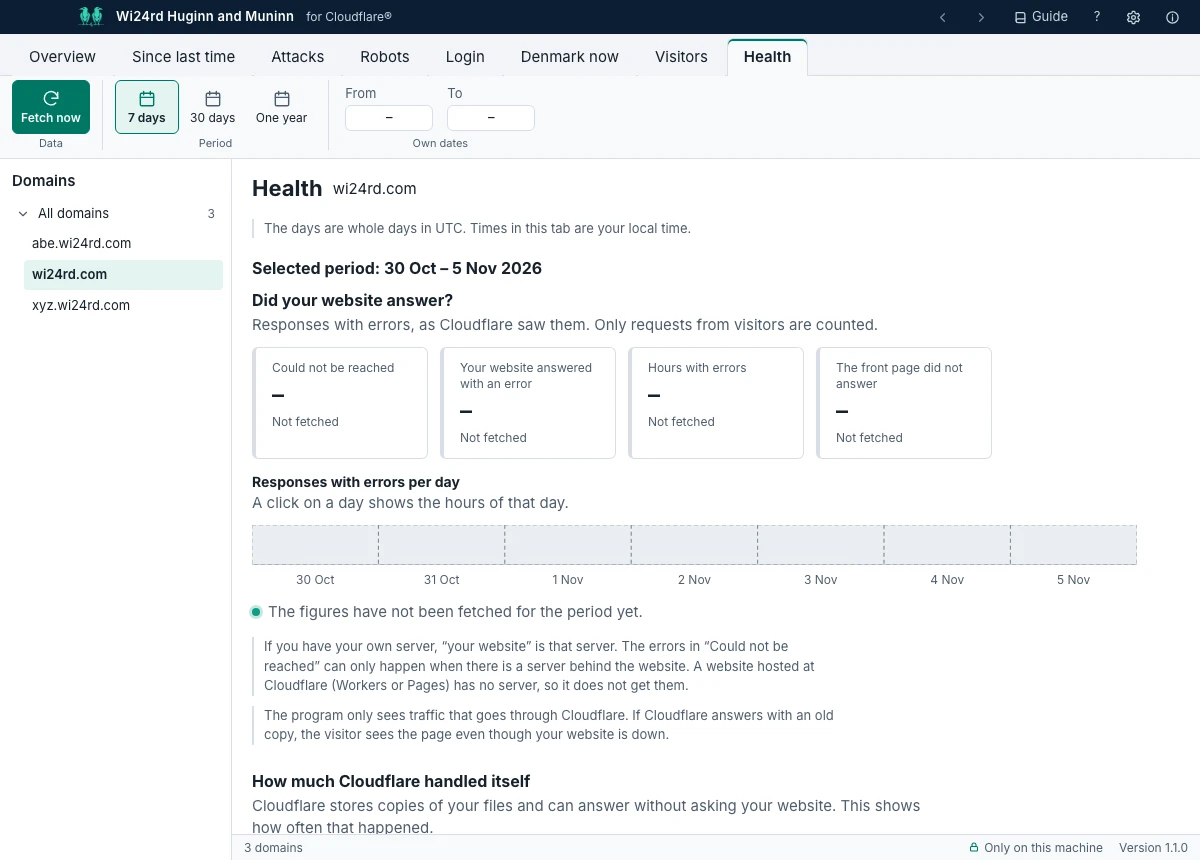 Wi24rd Huginn and Muninn for Cloudflare®
Guide ?
Overview Since last time Attacks Robots Login Denmark now Visitors Health
Fetch now
Data
7 days 30 days One year
Period
From To
– –
Own dates
Domains
All domains 3
abe.wi24rd.com
wi24rd.com
xyz.wi24rd.com
Health wi24rd.com
The days are whole days in UTC. Times in this tab are your local time.
Selected period: 30 Oct – 5 Nov 2026
Did your website answer?
Responses with errors, as Cloudflare saw them. Only requests from visitors are counted.
Could not be reached
–
Not fetched
Your website answered
with an error
–
Not fetched
Hours with errors
–
Not fetched
The front page did not
answer
–
Not fetched
Responses with errors per day
A click on a day shows the hours of that day.
30 Oct 31 Oct 1 Nov 2 Nov 3 Nov 4 Nov 5 Nov
The figures have not been fetched for the period yet.
If you have your own server, “your website” is that server. The errors in “Could not be
reached” can only happen when there is a server behind the website. A website hosted at
Cloudflare (Workers or Pages) has no server, so it does not get them.
The program only sees traffic that goes through Cloudflare. If Cloudflare answers with an old
copy, the visitor sees the page even though your website is down.
How much Cloudflare handled itself
Cloudflare stores copies of your files and can answer without asking your website. This shows
how often that happened.
3 domains Only on this machine Version 1.1.0